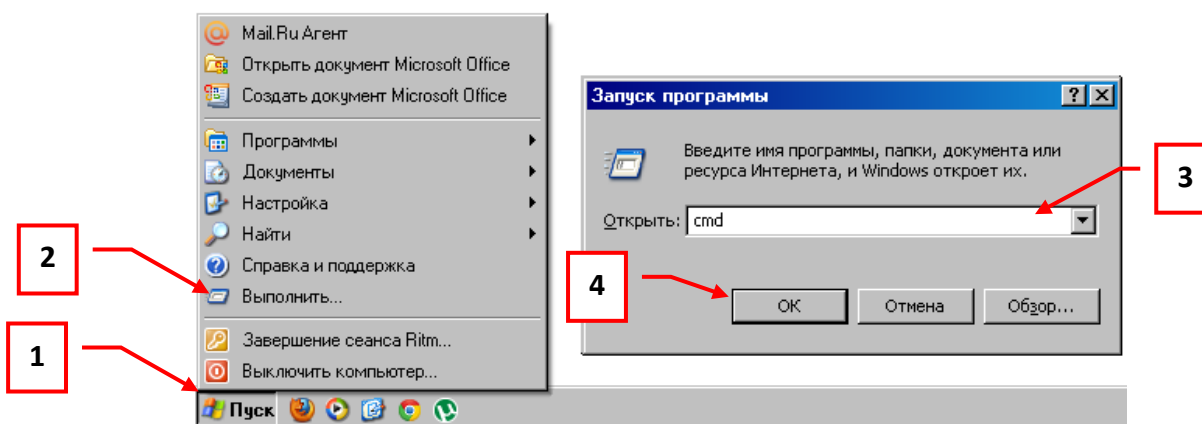 Mail.Ru Агент
Открыть документ Microsoft Office
Создать документ Microsoft Office
Программы
Документы
Настройка
Найти
Справка и поддержка
Выполнить...
Завершение сеанса Ritm...
Выключить компьютер...
Пуск
2
1
Запуск программы
Введите имя программы, папки, документа или
ресурса Интернета, и Windows откроет их.
Открыть: cmd
ОК
Отмена
Обзор...
3
4